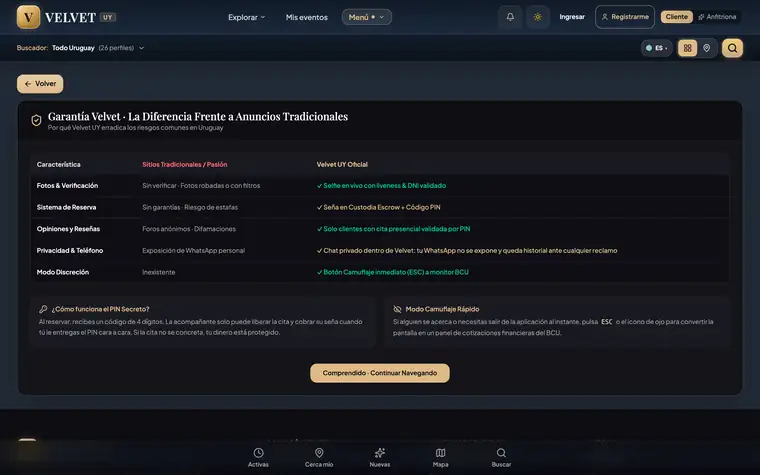 V VELVET UY
Explorar
Mis eventos
Menú
Ingresar
Registrarme
Cliente
Anfitriona
Buscador: Todo Uruguay (26 perfiles)
ES
← Volver
Garantía Velvet · La Diferencia Frente a Anuncios Tradicionales
Por qué Velvet UY erradica los riesgos comunes en Uruguay
Característica Sitios Tradicionales / Pasión Velvet UY Oficial
Fotos & Verificación Sin verificar · Fotos robadas o con filtros ✓ Selfie en vivo con liveness & DNI validado
Sistema de Reserva Sin garantías · Riesgo de estafas ✓ Seña en Custodia Escrow + Código PIN
Opiniones y Reseñas Foros anónimos · Difamaciones ✓ Solo clientes con cita presencial validada por PIN
Privacidad & Teléfono Exposición de WhatsApp personal ✓ Chat privado dentro de Velvet: tu WhatsApp no se expone y queda historial ante cualquier reclamo
Modo Discreción Inexistente ✓ Botón Camuflaje inmediato (ESC) a monitor BCU
¿Cómo funciona el PIN Secreto?
Al reservar, recibes un código de 4 dígitos. La acompañante solo puede liberar la cita y cobrar su seña cuando
tú le entregas el PIN cara a cara. Si la cita no se concreta, tu dinero está protegido.
Modo Camuflaje Rápido
Si alguien se acerca o necesitas salir de la aplicación al instante, pulsa ESC o el icono de ojo para convertir la
pantalla en un panel de cotizaciones financieras del BCU.
Comprendido · Continuar Navegando
Activas
Cerca mío
Nuevas
Mapa
Buscar